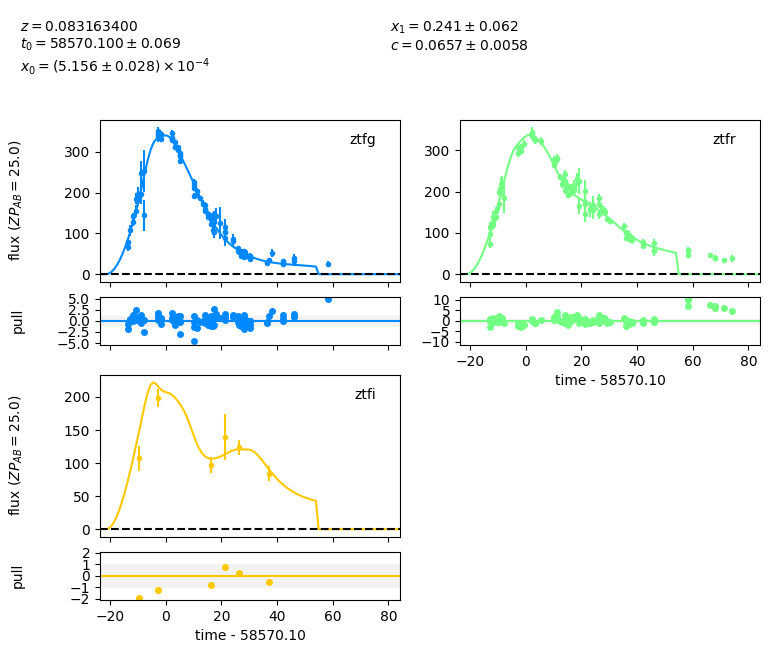 z = 0.083163400
t₀ = 58570.100 ± 0.069
x₀ = (5.156 ± 0.028) × 10⁻⁴
x₁ = 0.241 ± 0.062
c = 0.0657 ± 0.0058
ztfg
flux (ZP_AB = 25.0)
300
200
100
0
pull
5.0
2.5
0.0
−2.5
−5.0
ztfr
300
200
100
0
10
5
0
−5
−10
−20 0 20 40 60 80
time - 58570.10
ztfi
flux (ZP_AB = 25.0)
200
150
100
50
0
pull
2
1
0
−1
−2
−20 0 20 40 60 80
time - 58570.10